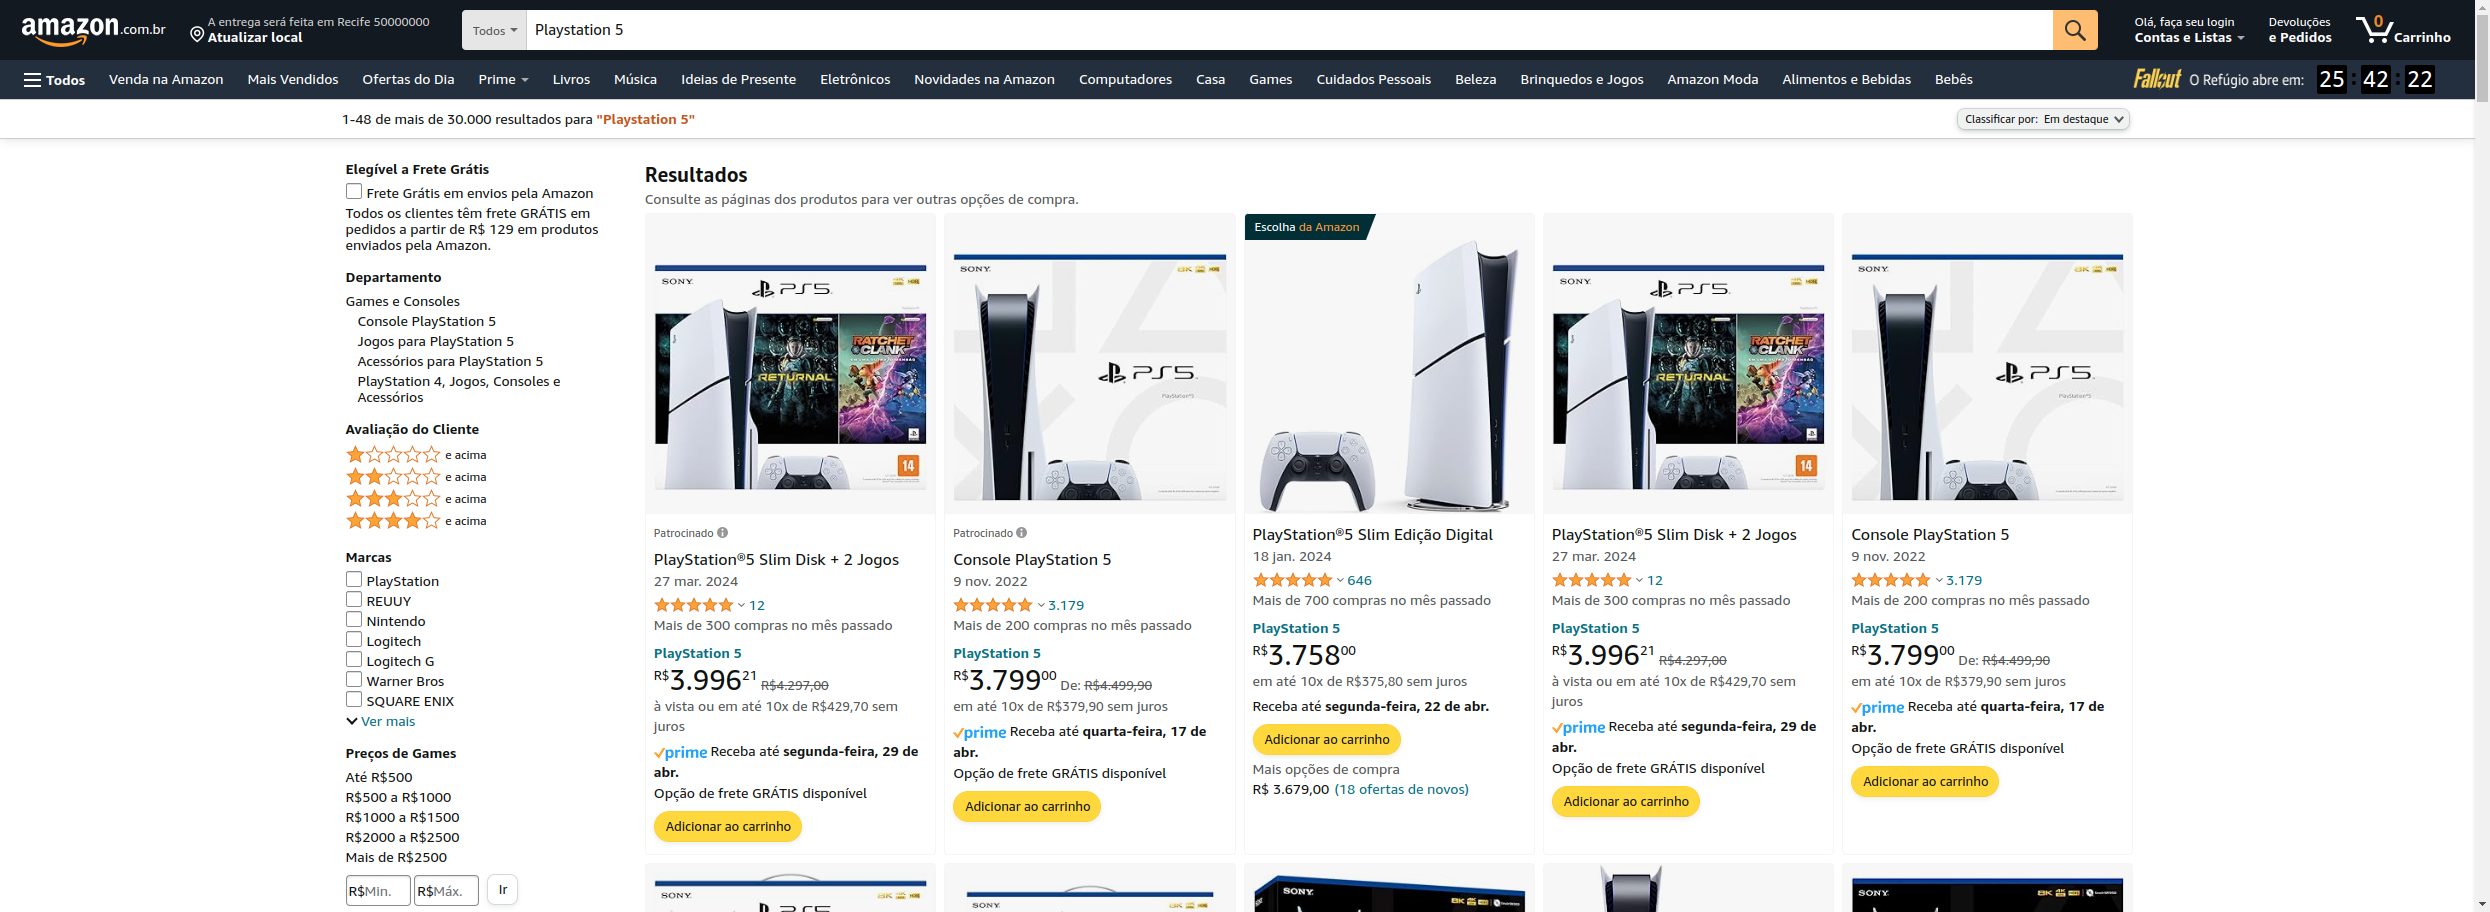 amazon.com.br
A entrega será feita em Recife 50000000
Atualizar local
Todos
Playstation 5
Olá, faça seu login
Contas e Listas
Devoluções
e Pedidos
0
Carrinho
Todos
Venda na Amazon
Mais Vendidos
Ofertas do Dia
Prime
Livros
Música
Ideias de Presente
Eletrônicos
Novidades na Amazon
Computadores
Casa
Games
Cuidados Pessoais
Beleza
Brinquedos e Jogos
Amazon Moda
Alimentos e Bebidas
Bebês
Fallout O Refúgio abre em: 25 : 42 : 22
1-48 de mais de 30.000 resultados para "Playstation 5"
Classificar por: Em destaque
Elegível a Frete Grátis
Frete Grátis em envios pela Amazon
Todos os clientes têm frete GRÁTIS em
pedidos a partir de R$ 129 em produtos
enviados pela Amazon.
Departamento
Games e Consoles
Console PlayStation 5
Jogos para PlayStation 5
Acessórios para PlayStation 5
PlayStation 4, Jogos, Consoles e
Acessórios
Avaliação do Cliente
e acima
e acima
e acima
e acima
Marcas
PlayStation
REUUY
Nintendo
Logitech
Logitech G
Warner Bros
SQUARE ENIX
Ver mais
Preços de Games
Até R$500
R$500 a R$1000
R$1000 a R$1500
R$2000 a R$2500
Mais de R$2500
R$Min.
R$Máx.
Ir
Resultados
Consulte as páginas dos produtos para ver outras opções de compra.
SONY
PS5
RETURNAL
RATCHET
CLANK
14
Patrocinado
PlayStation®5 Slim Disk + 2 Jogos
27 mar. 2024
12
Mais de 300 compras no mês passado
PlayStation 5
R$3.99621 R$4.297,00
à vista ou em até 10x de R$429,70 sem
juros
prime Receba até segunda-feira, 29 de
abr.
Opção de frete GRÁTIS disponível
Adicionar ao carrinho
SONY
8K
PS5
PlayStation®5
Patrocinado
Console PlayStation 5
9 nov. 2022
3.179
Mais de 200 compras no mês passado
PlayStation 5
R$3.79900 De: R$4.499,90
em até 10x de R$379,90 sem juros
prime Receba até quarta-feira, 17 de
abr.
Opção de frete GRÁTIS disponível
Adicionar ao carrinho
Escolha da Amazon
PlayStation®5 Slim Edição Digital
18 jan. 2024
646
Mais de 700 compras no mês passado
PlayStation 5
R$3.75800
em até 10x de R$375,80 sem juros
Receba até segunda-feira, 22 de abr.
Adicionar ao carrinho
Mais opções de compra
R$ 3.679,00 (18 ofertas de novos)
SONY
PS5
RETURNAL
RATCHET
CLANK
14
PlayStation®5 Slim Disk + 2 Jogos
27 mar. 2024
12
Mais de 300 compras no mês passado
PlayStation 5
R$3.99621 R$4.297,00
à vista ou em até 10x de R$429,70 sem
juros
prime Receba até segunda-feira, 29 de
abr.
Opção de frete GRÁTIS disponível
Adicionar ao carrinho
SONY
8K
PS5
PlayStation®5
Console PlayStation 5
9 nov. 2022
3.179
Mais de 200 compras no mês passado
PlayStation 5
R$3.79900 De: R$4.499,90
em até 10x de R$379,90 sem juros
prime Receba até quarta-feira, 17 de
abr.
Opção de frete GRÁTIS disponível
Adicionar ao carrinho
SONY
8K
PS5
SONY
8K
SONY
8K 4K
SONY
8K 4K